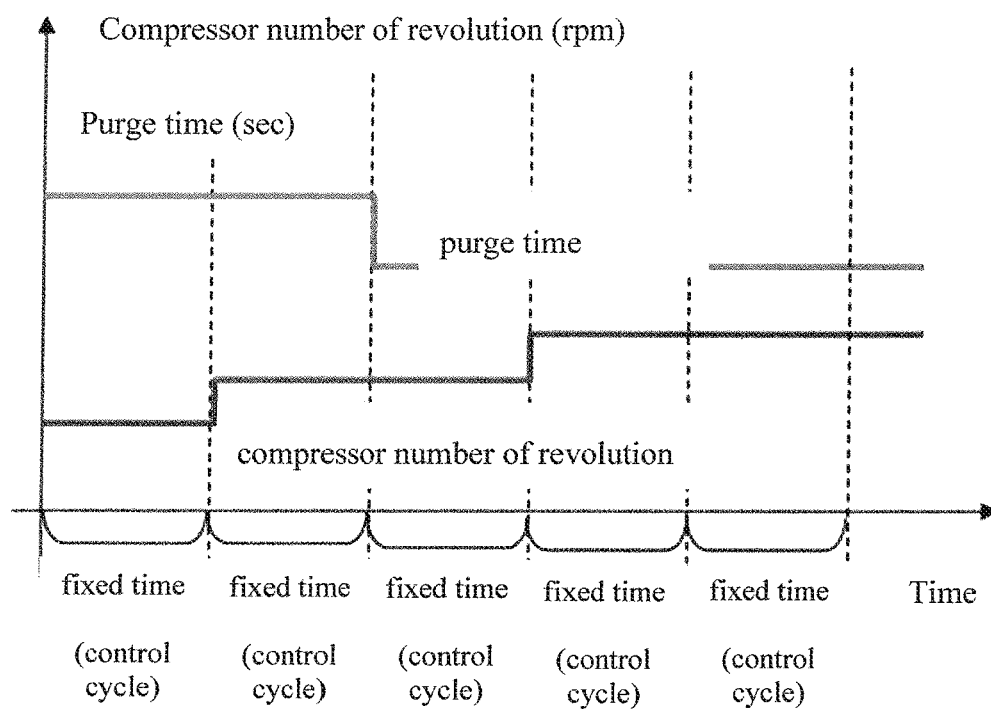 Compressor number of revolution (rpm)
Purge time (sec)
purge time
compressor number of revolution
fixed time fixed time fixed time fixed time fixed time Time
(control (control (control (control (control
cycle) cycle) cycle) cycle) cycle)